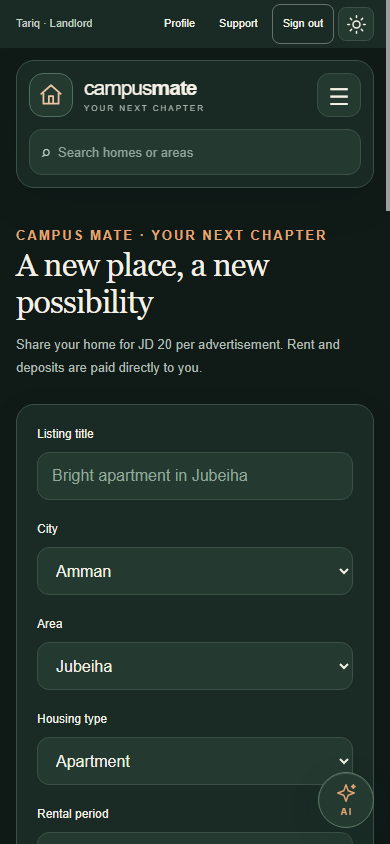 Tariq · Landlord
Profile
Support
Sign out
campusmate
YOUR NEXT CHAPTER
Search homes or areas
CAMPUS MATE · YOUR NEXT CHAPTER
A new place, a new
possibility
Share your home for JD 20 per advertisement. Rent and
deposits are paid directly to you.
Listing title
Bright apartment in Jubeiha
City
Amman
Area
Jubeiha
Housing type
Apartment
AI
Rental period